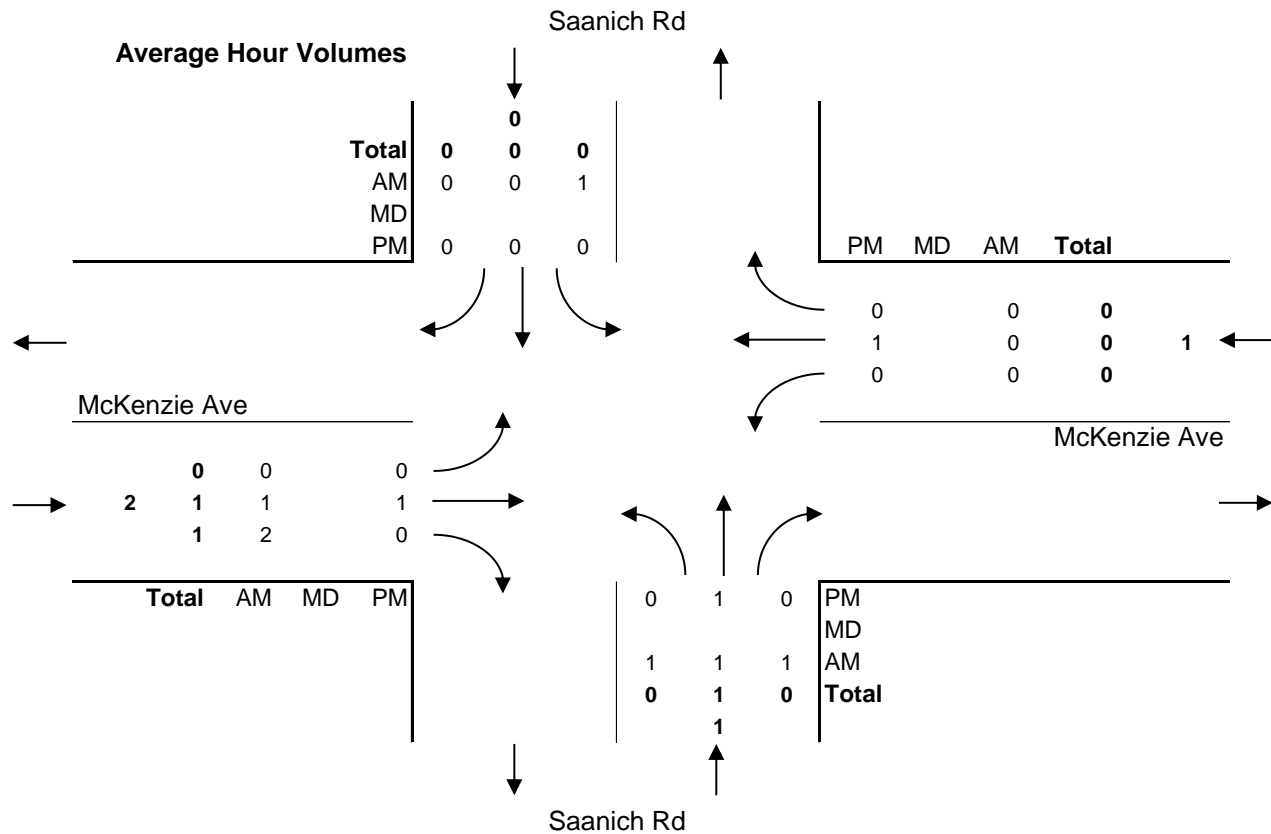 Saanich Rd
Average Hour Volumes
0
Total 0 0 0
AM 0 0 1
MD
PM 0 0 0
PM MD AM Total
0 0 0
1 0 0 1
0 0 0
McKenzie Ave
McKenzie Ave
0 0 0
2 1 1 1
1 2 0
Total AM MD PM
0 1 0 PM
MD
1 1 1 AM
0 1 0 Total
1
Saanich Rd